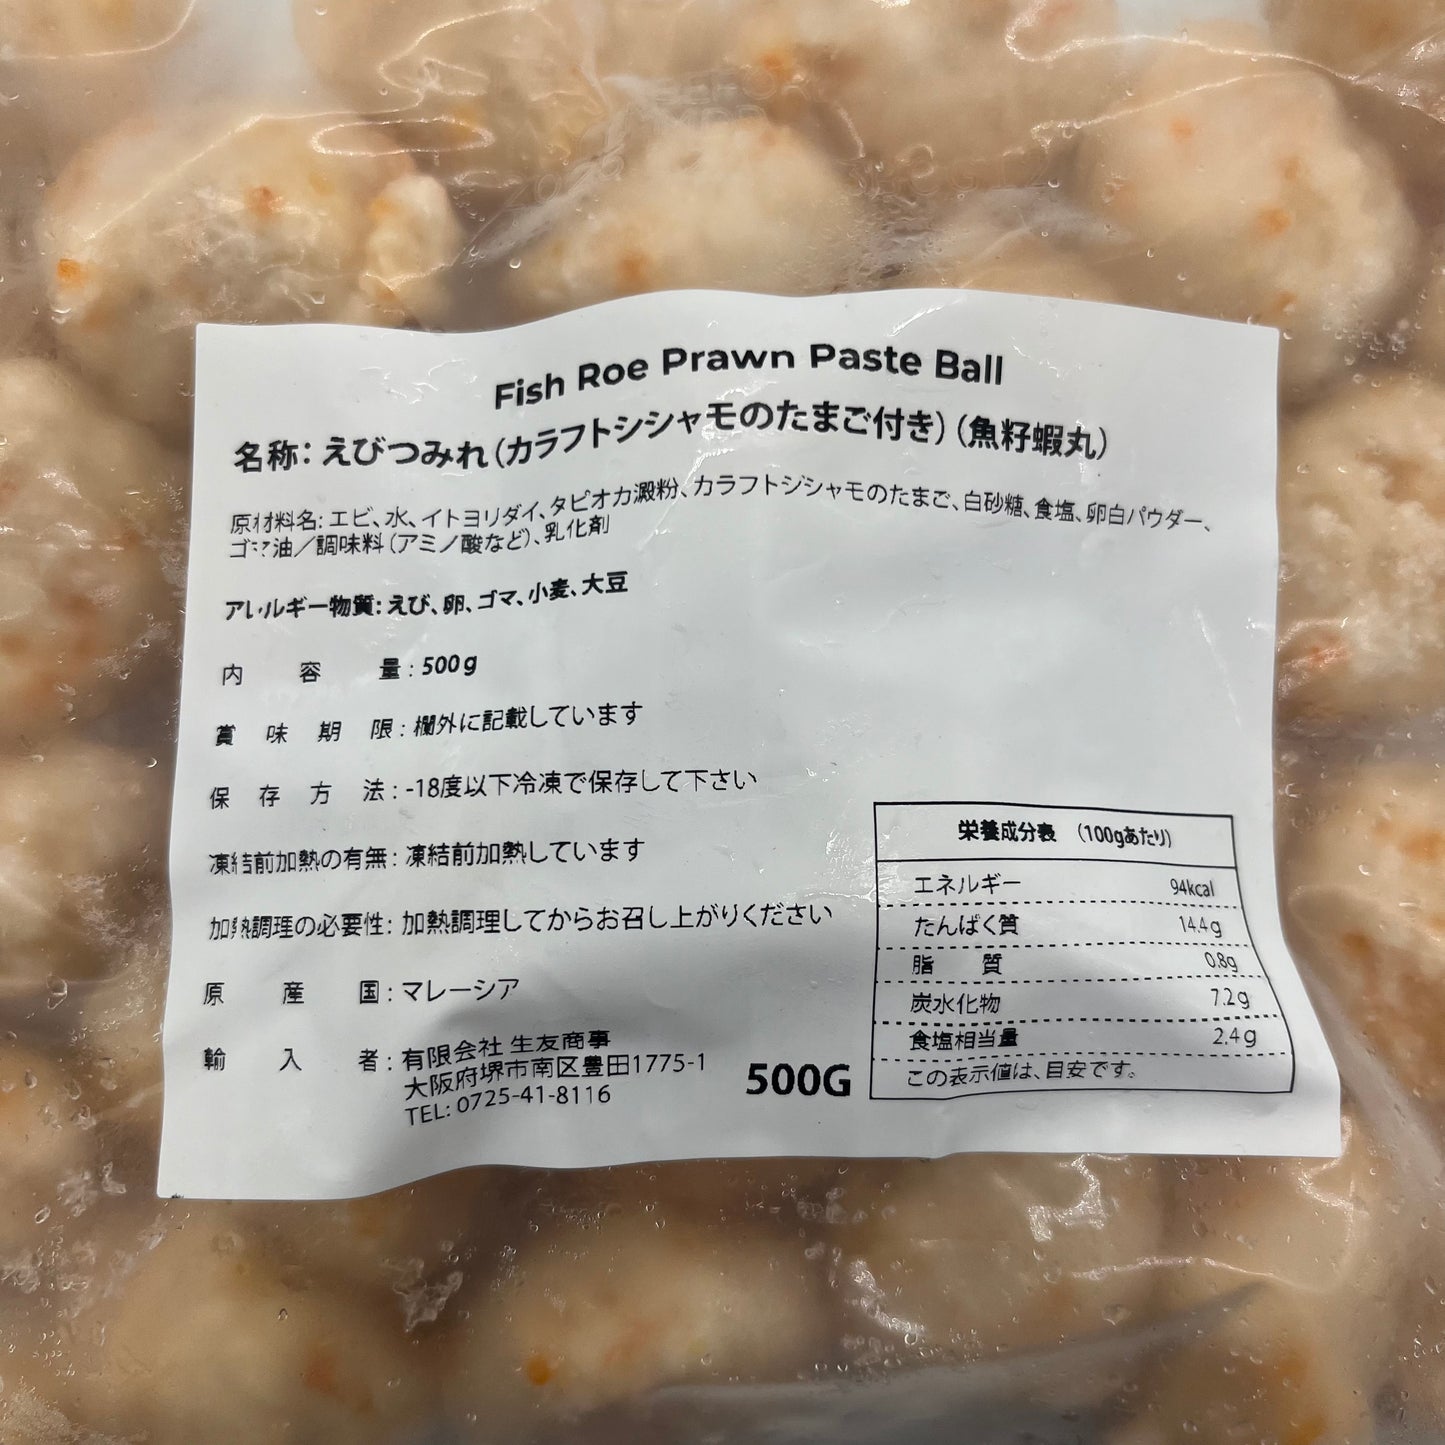 Fish Roe Prawn Paste Ball
名称：えびつみれ（カラフトシシャモのたまご付き）（魚籽蝦丸）
原材料名：エビ、水、イトヨリダイ、タピオカ澱粉、カラフトシシャモのたまご、白砂糖、食塩、卵白パウダー、
ゴマ油／調味料（アミノ酸など）、乳化剤
アレルギー物質：えび、卵、ゴマ、小麦、大豆
内容量：500g
賞味期限：欄外に記載しています
保存方法：-18度以下冷凍で保存して下さい
凍結前加熱の有無：凍結前加熱しています
加熱調理の必要性：加熱調理してからお召し上がりください
原産国：マレーシア
輸入者：有限会社 生友商事
大阪府堺市南区豊田1775-1
TEL: 0725-41-8116
500G
栄養成分表 （100gあたり）
エネルギー 94kcal
たんぱく質 14.4g
脂質 0.8g
炭水化物 7.2g
食塩相当量 2.4g
この表示値は、目安です。